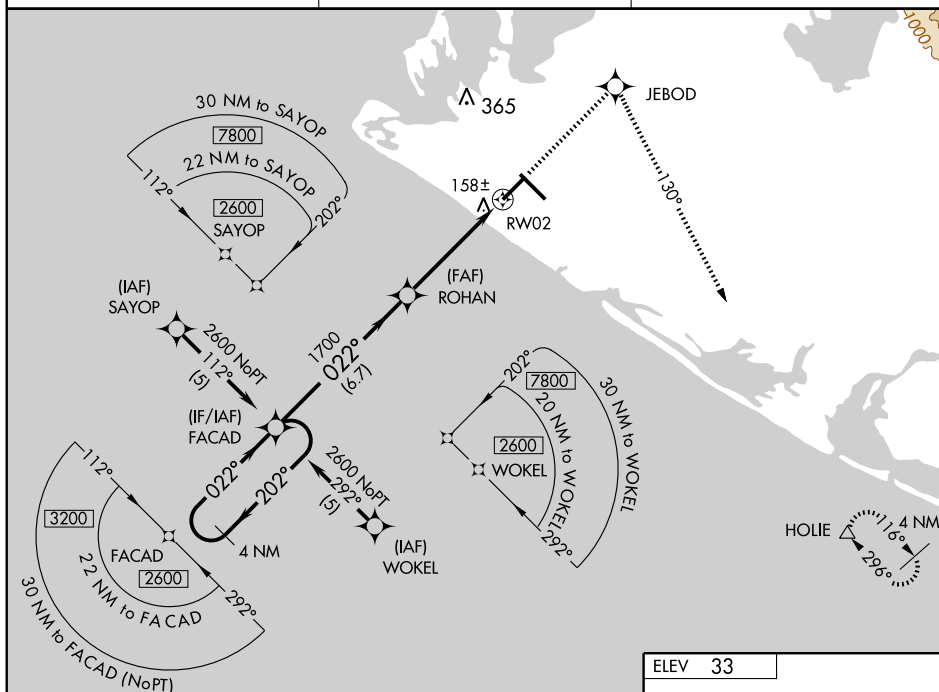 1000
365
JEBOD
30 NM to SAYOP
7800
22 NM to SAYOP
112°
2600
SAYOP
202°
158±
RW02
130°
(FAF)
ROHAN
(IAF)
SAYOP
2600 NoPT
112°
(5)
1700
022°
(6.7)
(IF/IAF)
FACAD
022°
202°
4 NM
2600 NoPT
292°
(5)
(IAF)
WOKEL
202°
7800
30 NM to WOKEL
20 NM to WOKEL
2600
WOKEL
292°
112°
3200
FACAD
2600
22 NM to FACAD
292°
30 NM to FACAD (NoPT)
HOLIE
4 NM
116°
296°
ELEV 33